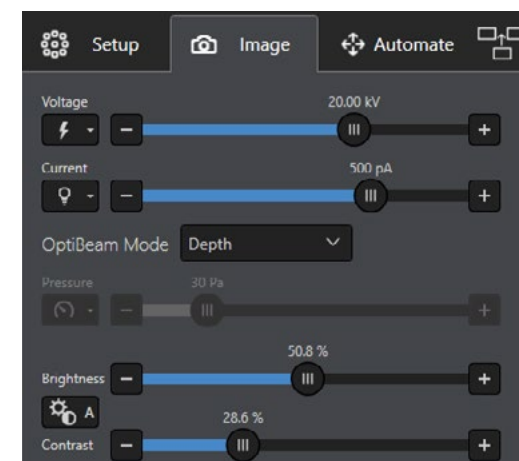 Setup Image Automate
Voltage 20.00 kV
Current 500 pA
OptiBeam Mode Depth
Pressure 30 Pa
50.8 %
Brightness
A
28.6 %
Contrast